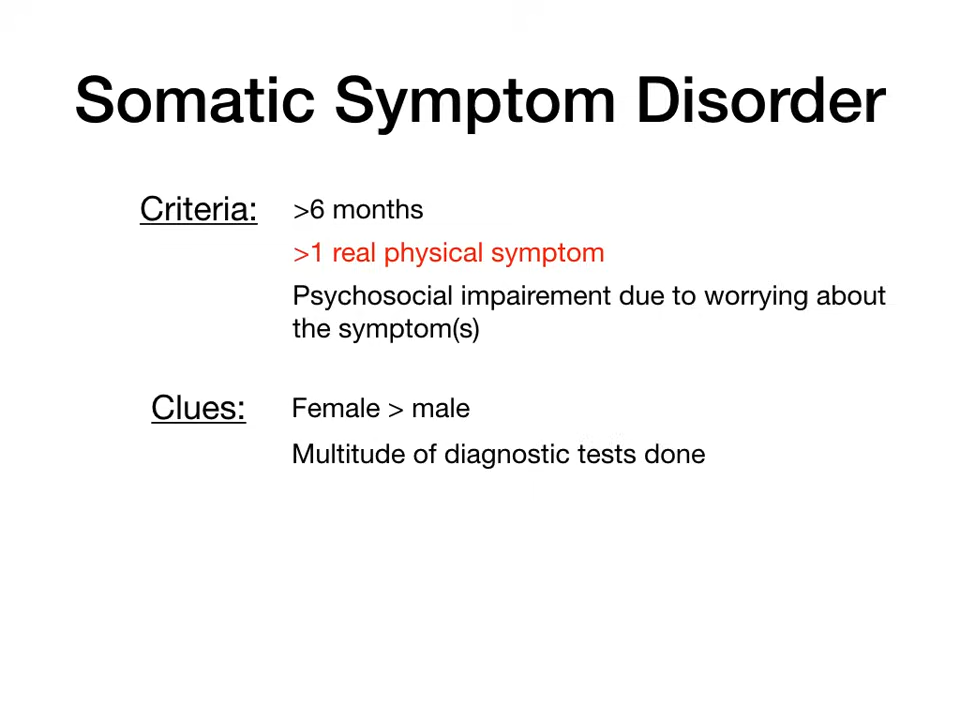 Somatic Symptom Disorder
Criteria: >6 months
>1 real physical symptom
Psychosocial impairement due to worrying about
the symptom(s)
Clues: Female > male
Multitude of diagnostic tests done